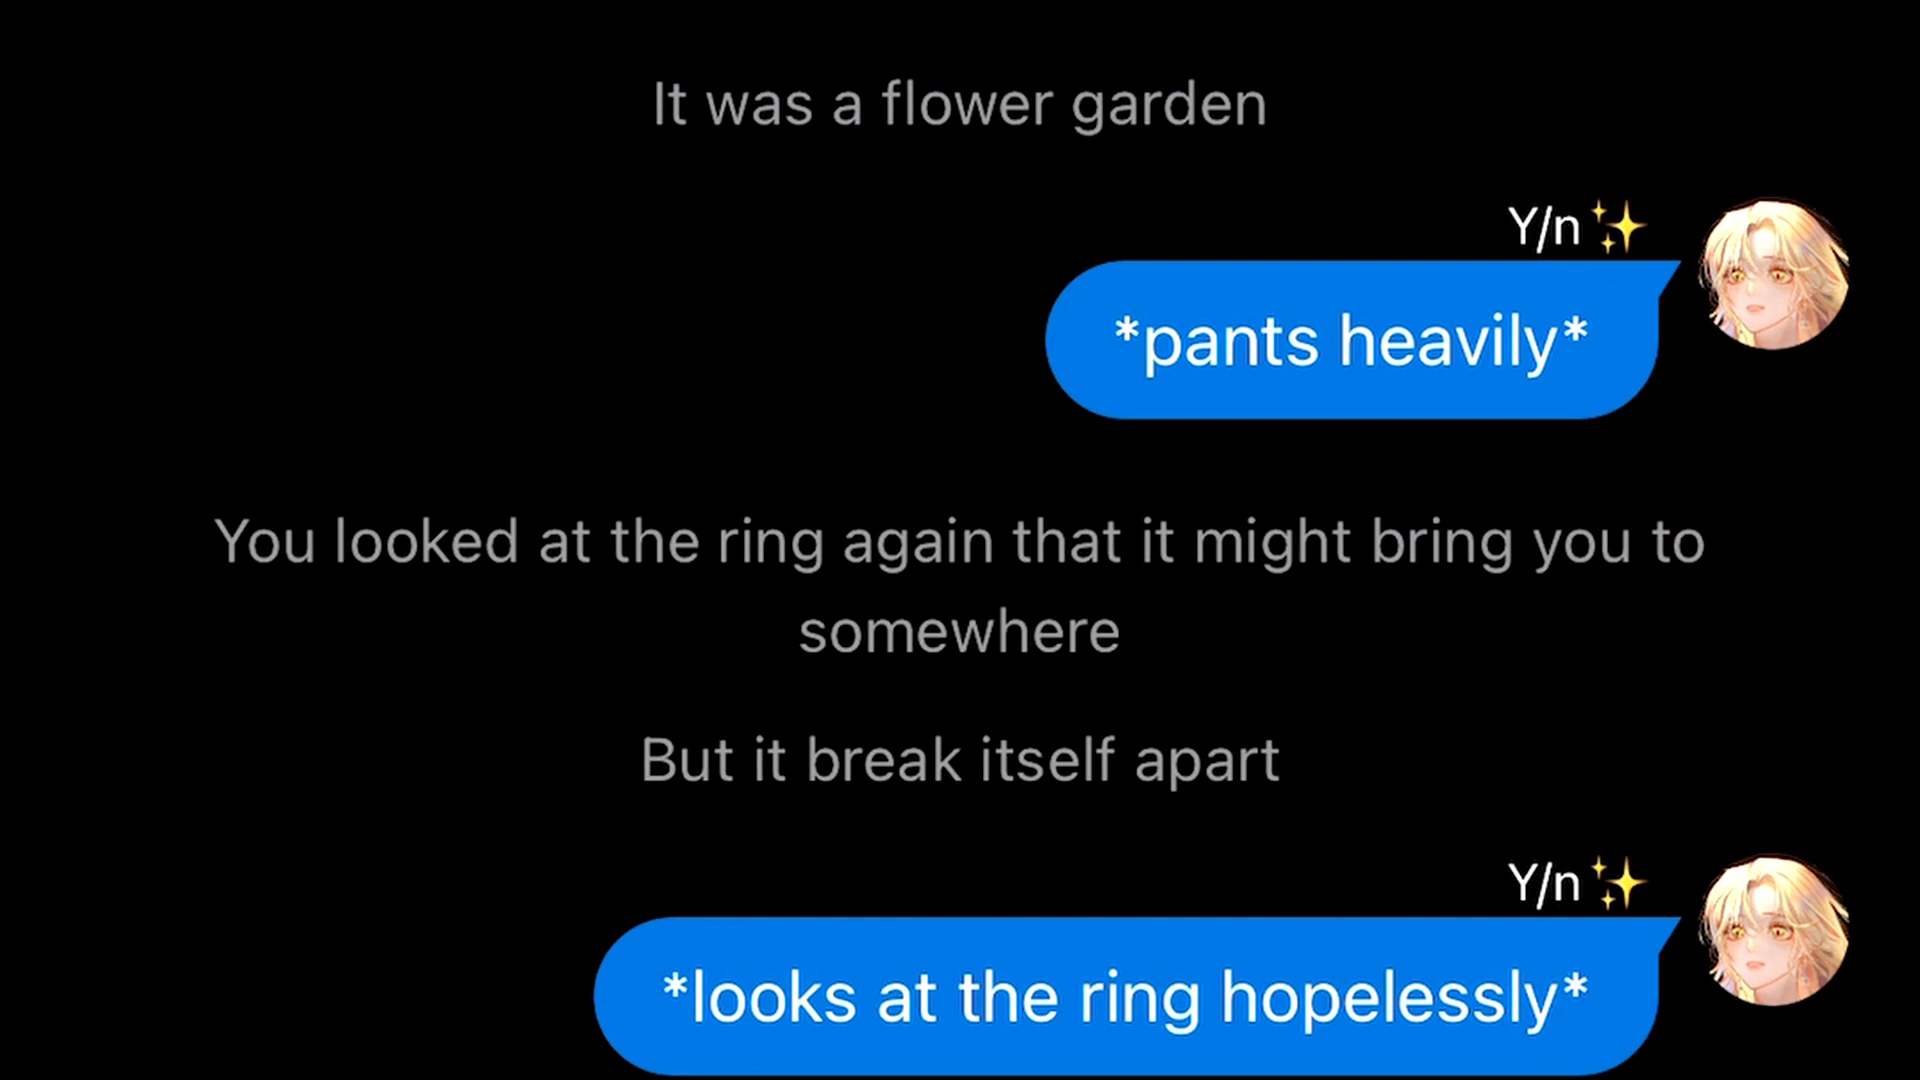 It was a flower garden
Y/n✨
*pants heavily*
You looked at the ring again that it might bring you to
somewhere
But it break itself apart
Y/n✨
*looks at the ring hopelessly*